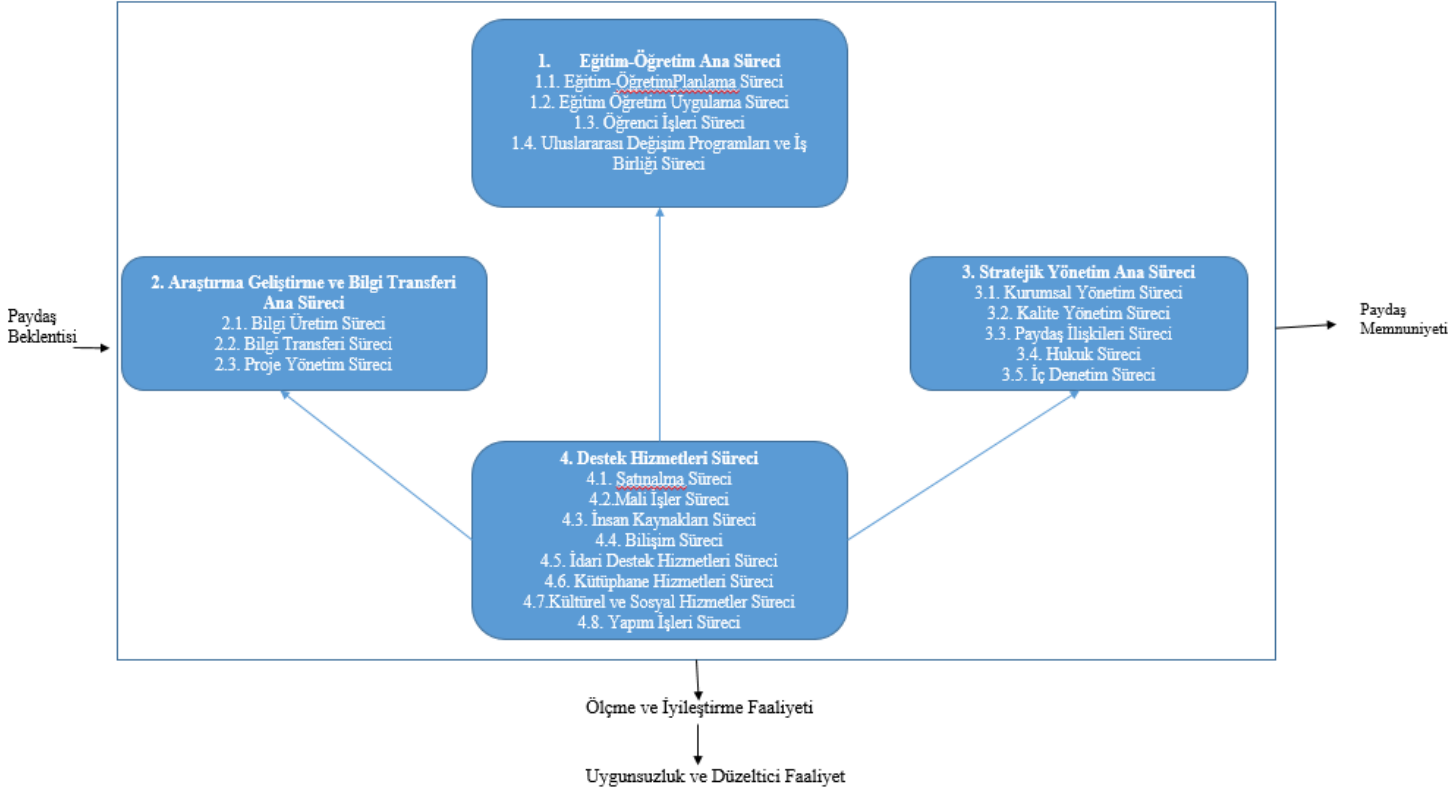 1. Eğitim-Öğretim Ana Süreci
1.1. Eğitim-ÖğretimPlanlama Süreci
1.2. Eğitim Öğretim Uygulama Süreci
1.3. Öğrenci İşleri Süreci
1.4. Uluslararası Değişim Programları ve İş
Birliği Süreci
2. Araştırma Geliştirme ve Bilgi Transferi
Ana Süreci
2.1. Bilgi Üretim Süreci
2.2. Bilgi Transferi Süreci
2.3. Proje Yönetim Süreci
3. Stratejik Yönetim Ana Süreci
3.1. Kurumsal Yönetim Süreci
3.2. Kalite Yönetim Süreci
3.3. Paydaş İlişkileri Süreci
3.4. Hukuk Süreci
3.5. İç Denetim Süreci
Paydaş
Beklentisi
Paydaş
Memnuniyeti
4. Destek Hizmetleri Süreci
4.1. Satınalma Süreci
4.2.Mali İşler Süreci
4.3. İnsan Kaynakları Süreci
4.4. Bilişim Süreci
4.5. İdari Destek Hizmetleri Süreci
4.6. Kütüphane Hizmetleri Süreci
4.7.Kültürel ve Sosyal Hizmetler Süreci
4.8. Yapım İşleri Süreci
Ölçme ve İyileştirme Faaliyeti
Uygunsuzluk ve Düzeltici Faaliyet